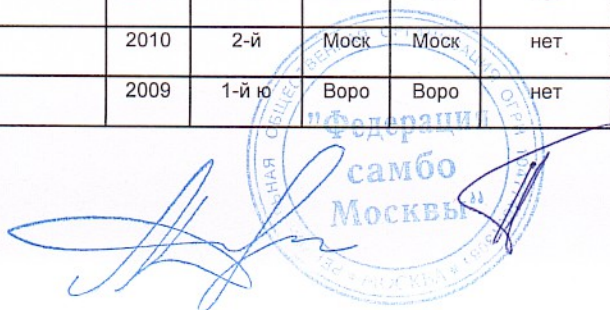 2010 2-й Моск Моск нет
2009 1-й ю Воро Воро нет
"Федерация
самбо
Москвы"